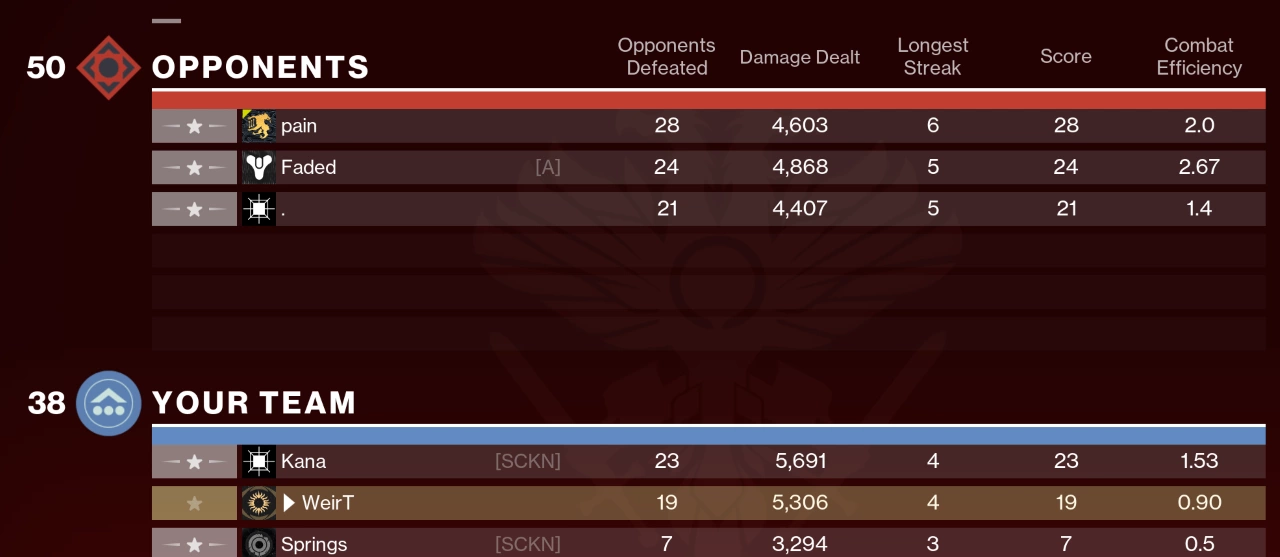 Opponents Defeated Damage Dealt Longest Streak Score Combat Efficiency
50 OPPONENTS
pain 28 4,603 6 28 2.0
Faded [A] 24 4,868 5 24 2.67
. 21 4,407 5 21 1.4
38 YOUR TEAM
Kana [SCKN] 23 5,691 4 23 1.53
WeirT 19 5,306 4 19 0.90
Springs [SCKN] 7 3,294 3 7 0.5